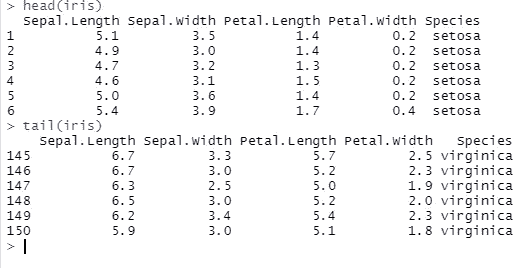 > head(iris)
  Sepal.Length Sepal.Width Petal.Length Petal.Width Species
1          5.1         3.5          1.4         0.2  setosa
2          4.9         3.0          1.4         0.2  setosa
3          4.7         3.2          1.3         0.2  setosa
4          4.6         3.1          1.5         0.2  setosa
5          5.0         3.6          1.4         0.2  setosa
6          5.4         3.9          1.7         0.4  setosa
> tail(iris)
    Sepal.Length Sepal.Width Petal.Length Petal.Width   Species
145          6.7         3.3          5.7         2.5 virginica
146          6.7         3.0          5.2         2.3 virginica
147          6.3         2.5          5.0         1.9 virginica
148          6.5         3.0          5.2         2.0 virginica
149          6.2         3.4          5.4         2.3 virginica
150          5.9         3.0          5.1         1.8 virginica
>